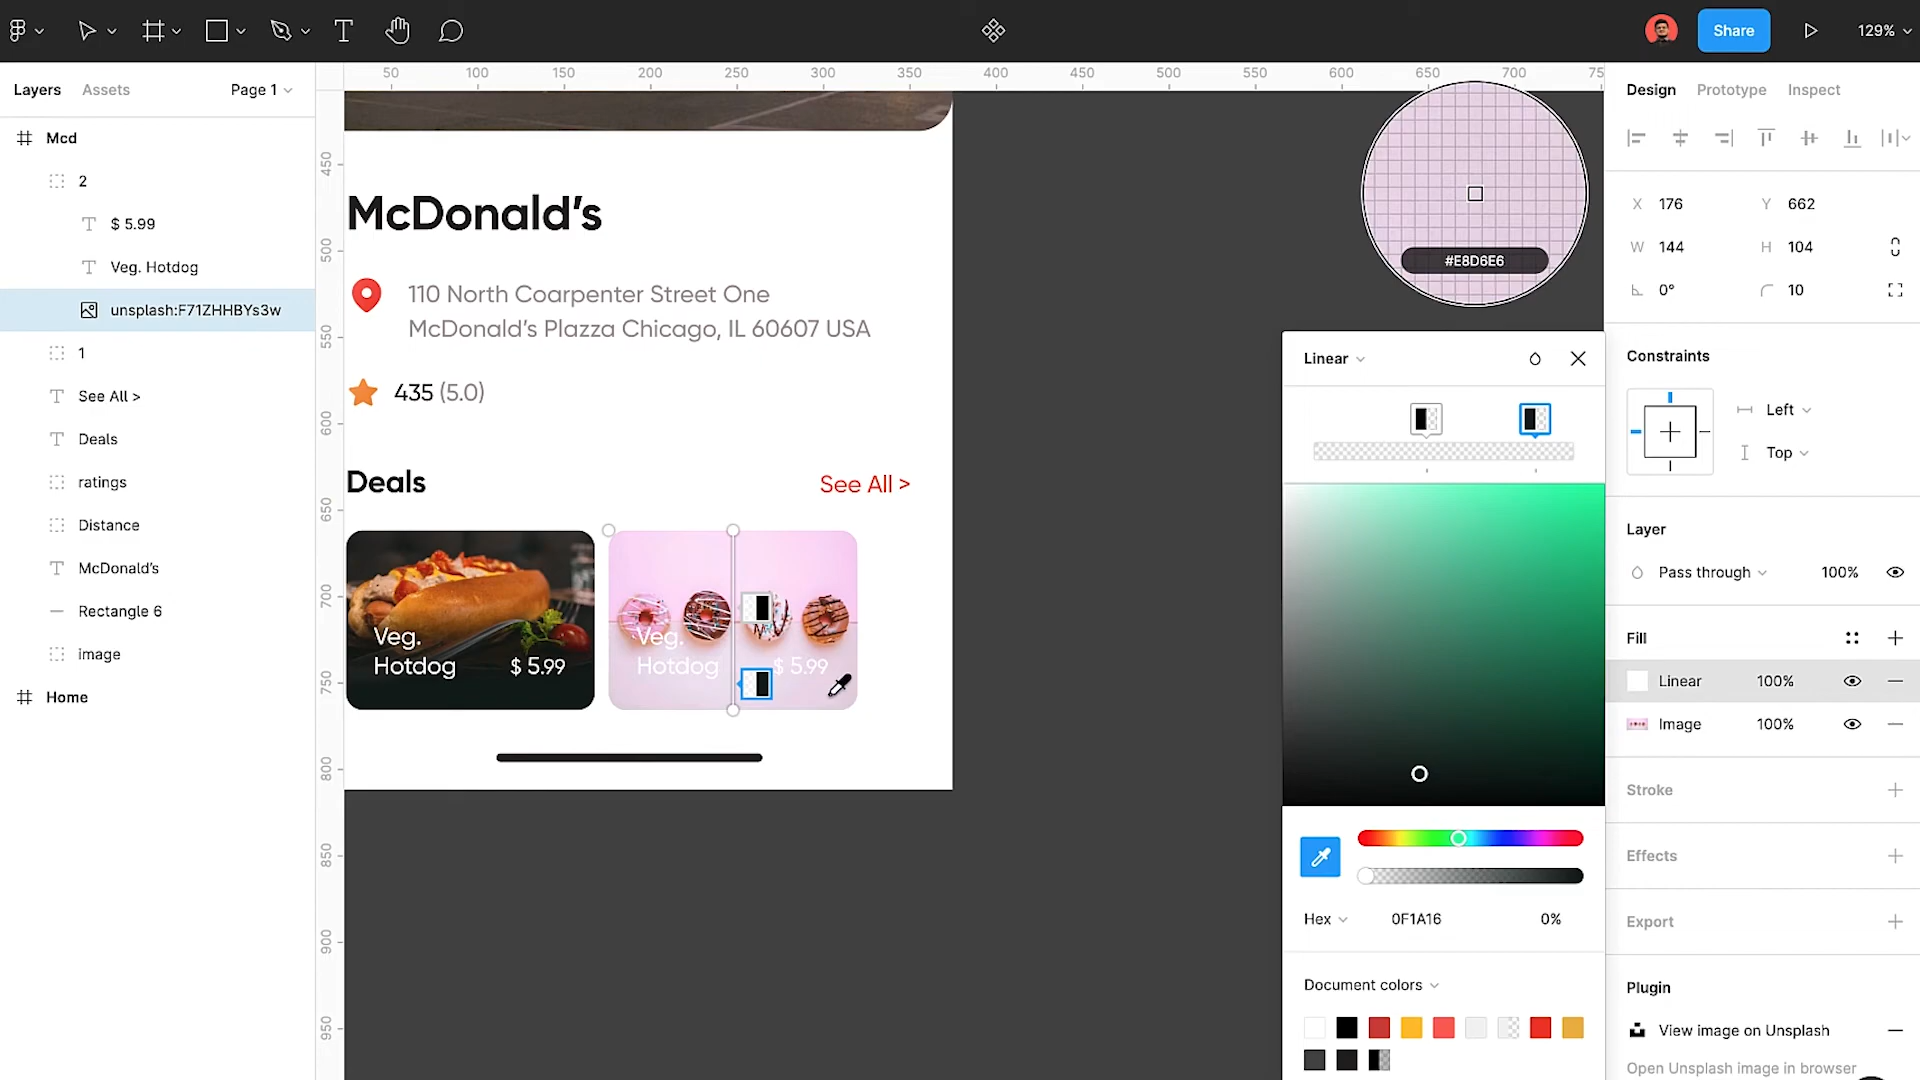 Share
129%
Layers
Assets
Page 1
50 100 150 200 250 300 350 400 450 500 550 600 650 700 75
Design
Prototype
Inspect
Mcd
2
$ 5.99
Veg. Hotdog
unsplash:F71ZHHBYs3w
1
See All >
Deals
ratings
Distance
McDonald's
Rectangle 6
image
Home
450
500
550
600
650
700
750
800
850
900
950
McDonald's
110 North Coarpenter Street One
McDonald's Plazza Chicago, IL 60607 USA
435 (5.0)
Deals
See All >
Veg.
Hotdog
$ 5.99
Veg.
Hotdog
$ 5.99
#E8D6E6
Linear
Hex
0F1A16
0%
Document colors
X 176
Y 662
W 144
H 104
0°
10
Constraints
Left
Top
Layer
Pass through
100%
Fill
Linear
100%
Image
100%
Stroke
Effects
Export
Plugin
View image on Unsplash
Open Unsplash image in browser